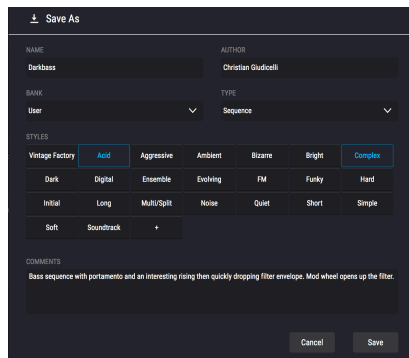 Save As
NAME
AUTHOR
Darkbass
Christian Giudicelli
BANK
TYPE
User
Sequence
STYLES
Vintage Factory Acid Aggressive Ambient Bizarre Bright Complex
Dark Digital Ensemble Evolving FM Funky Hard
Initial Long Multi/Split Noise Quiet Short Simple
Soft Soundtrack +
COMMENTS
Bass sequence with portamento and an interesting rising then quickly dropping filter envelope. Mod wheel opens up the filter.
Cancel Save